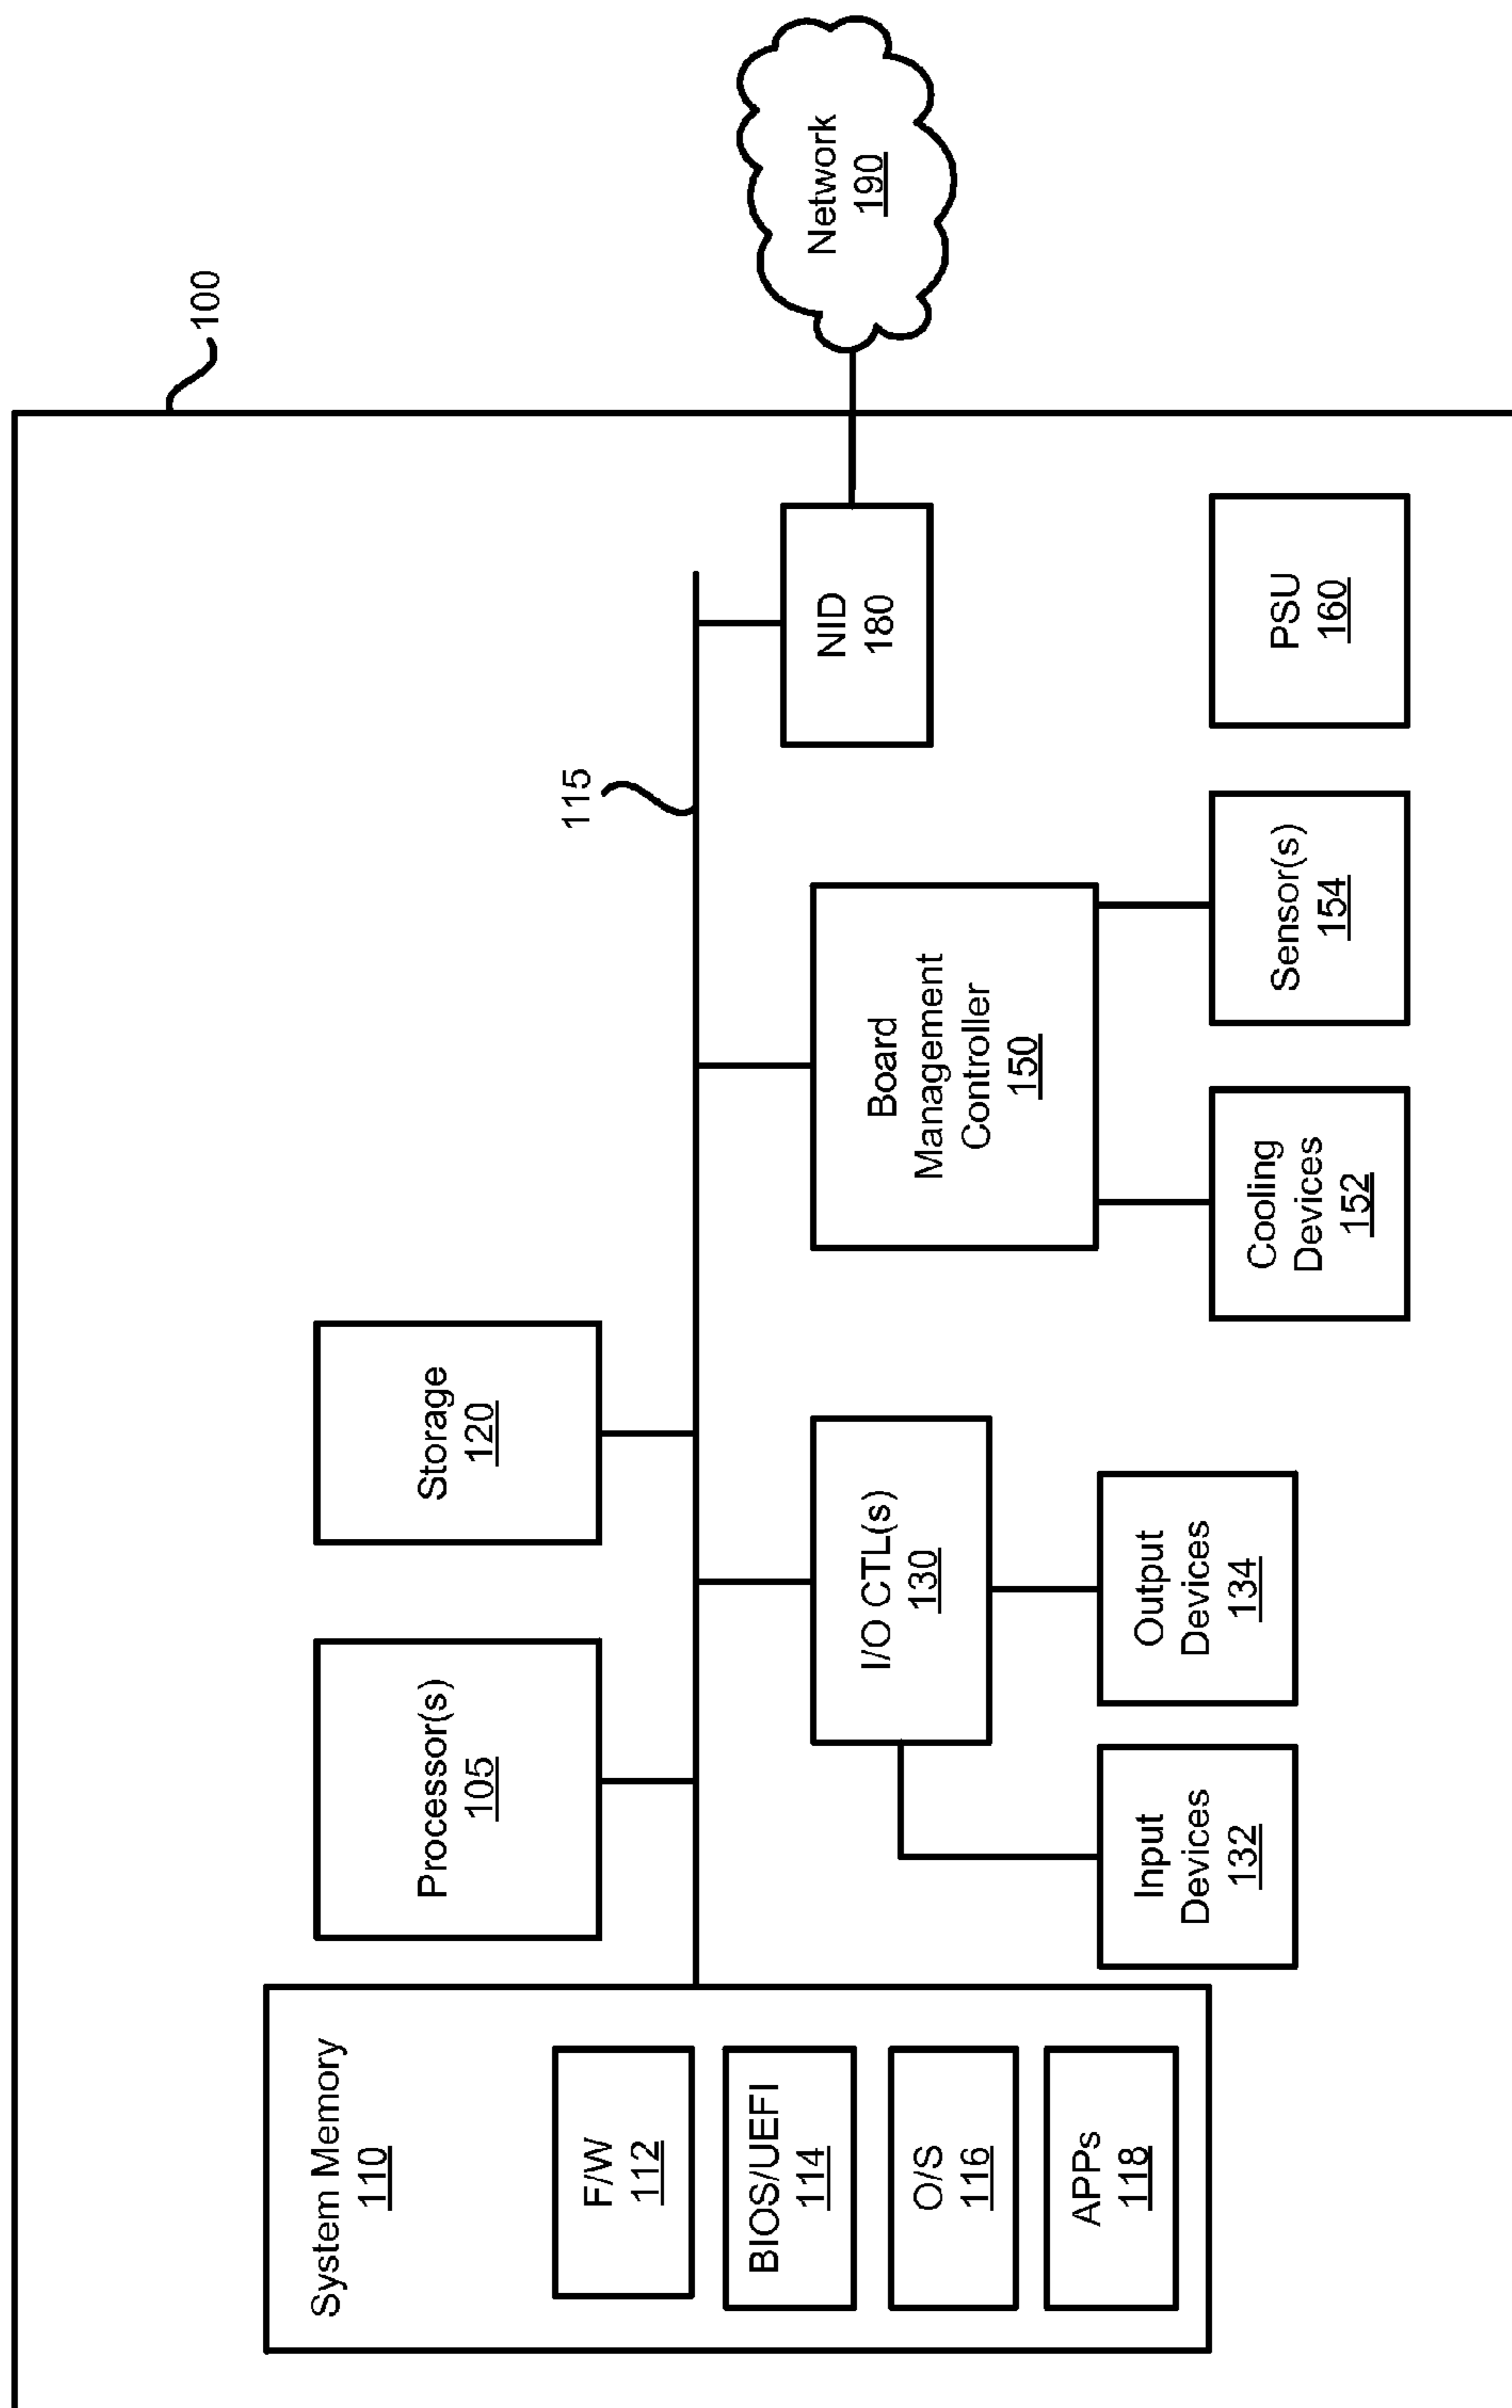 100
System Memory
110
F/W
112
BIOS/UEFI
114
O/S
116
APPs
118
Processor(s)
105
Storage
120
115
I/O CTL(s)
130
Input
Devices
132
Output
Devices
134
Board
Management
Controller
150
Cooling
Devices
152
Sensor(s)
154
NID
180
PSU
160
Network
190